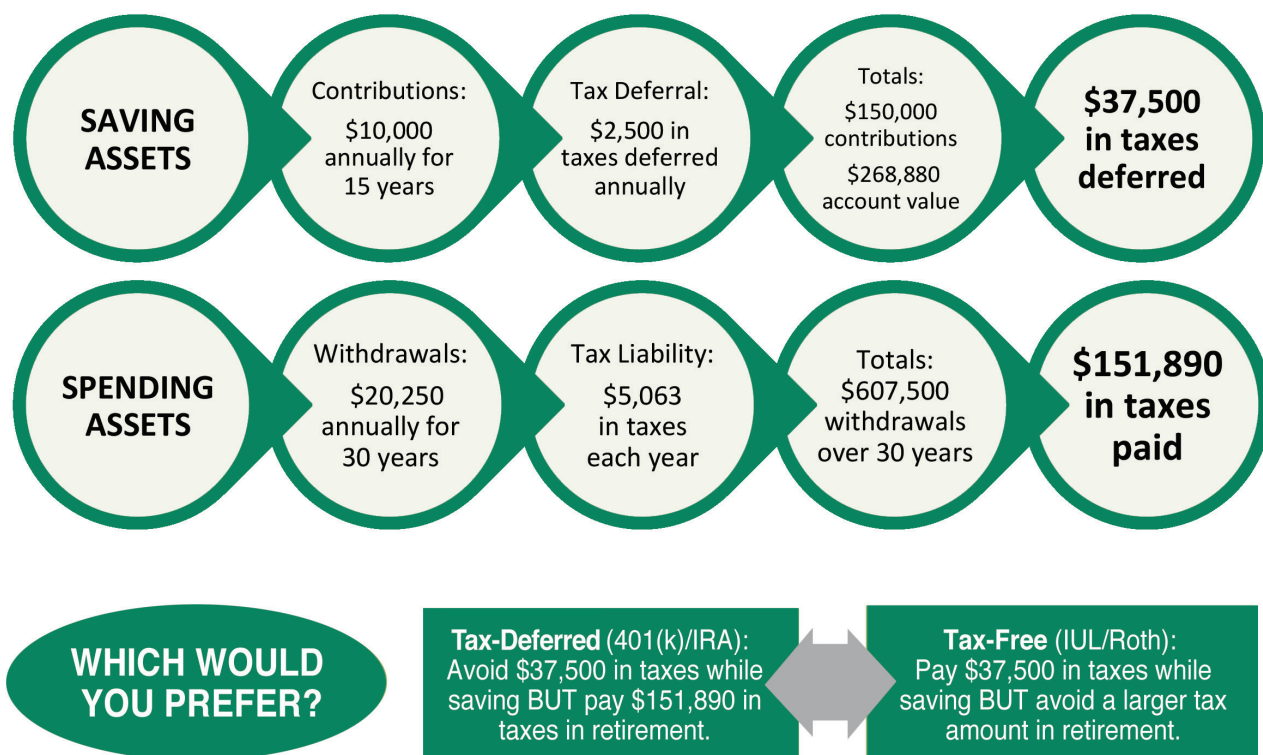 SAVING
ASSETS
Contributions:
$10,000
annually for
15 years
Tax Deferral:
$2,500 in
taxes deferred
annually
Totals:
$150,000
contributions
$268,880
account value
$37,500
in taxes
deferred
SPENDING
ASSETS
Withdrawals:
$20,250
annually for
30 years
Tax Liability:
$5,063
in taxes
each year
Totals:
$607,500
withdrawals
over 30 years
$151,890
in taxes
paid
WHICH WOULD
YOU PREFER?
Tax-Deferred (401(k)/IRA):
Avoid $37,500 in taxes while
saving BUT pay $151,890 in
taxes in retirement.
Tax-Free (IUL/Roth):
Pay $37,500 in taxes while
saving BUT avoid a larger tax
amount in retirement.